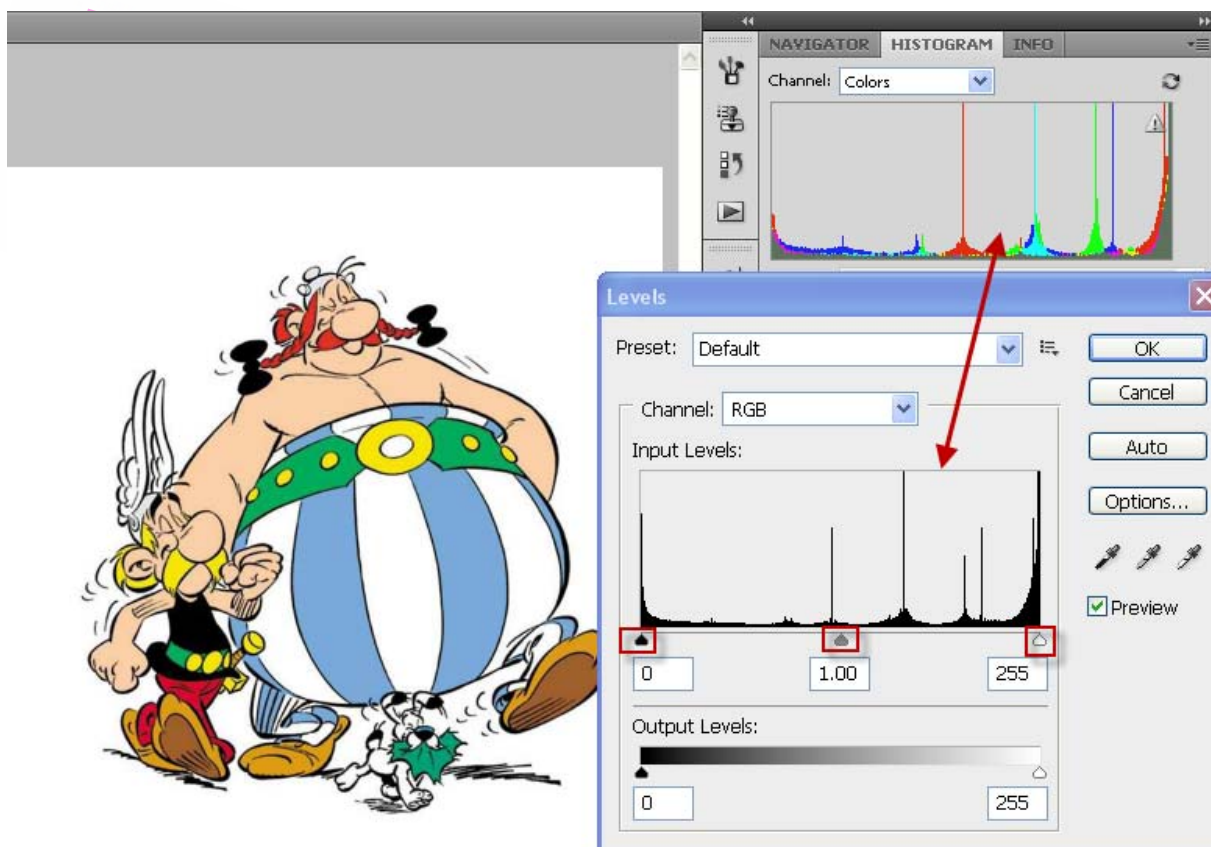 NAVIGATOR HISTOGRAM INFO
Channel: Colors
Levels
Preset: Default
OK
Cancel
Channel: RGB
Auto
Input Levels:
Options...
Preview
0 1.00 255
Output Levels:
0 255